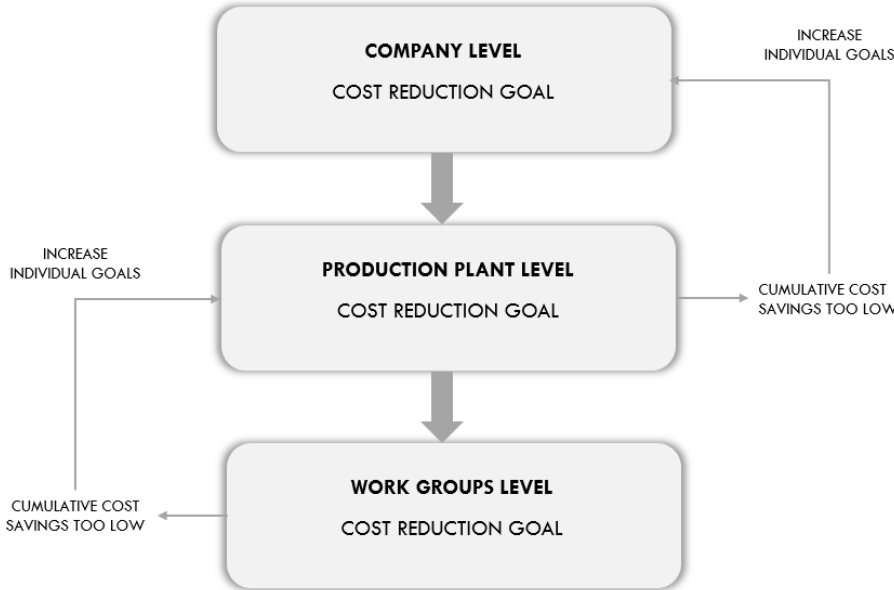 COMPANY LEVEL
COST REDUCTION GOAL
INCREASE
INDIVIDUAL GOALS
PRODUCTION PLANT LEVEL
COST REDUCTION GOAL
INCREASE
INDIVIDUAL GOALS
CUMULATIVE COST
SAVINGS TOO LOW
WORK GROUPS LEVEL
COST REDUCTION GOAL
CUMULATIVE COST
SAVINGS TOO LOW